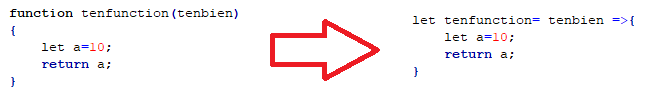 function tenfunction(tenbien)
{
let a=10;
return a;
}
let tenfunction= tenbien =>{
let a=10;
return a;
}